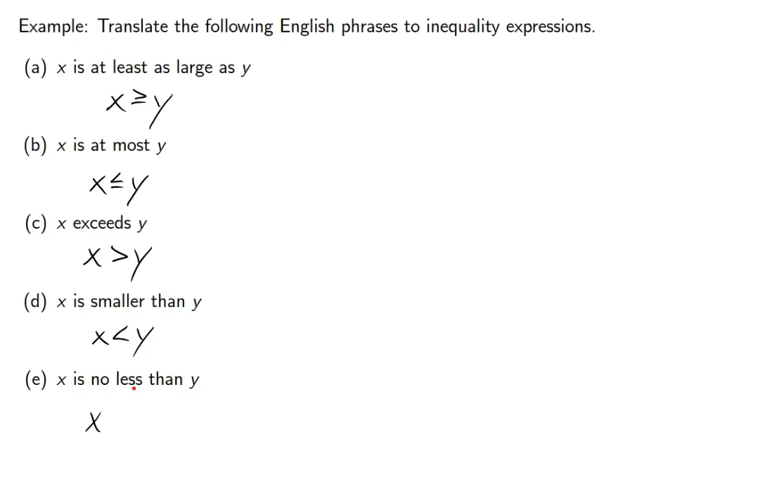 Example: Translate the following English phrases to inequality expressions.
(a) x is at least as large as y
x ≥ y
(b) x is at most y
x ≤ y
(c) x exceeds y
x > y
(d) x is smaller than y
x < y
(e) x is no less than y
x